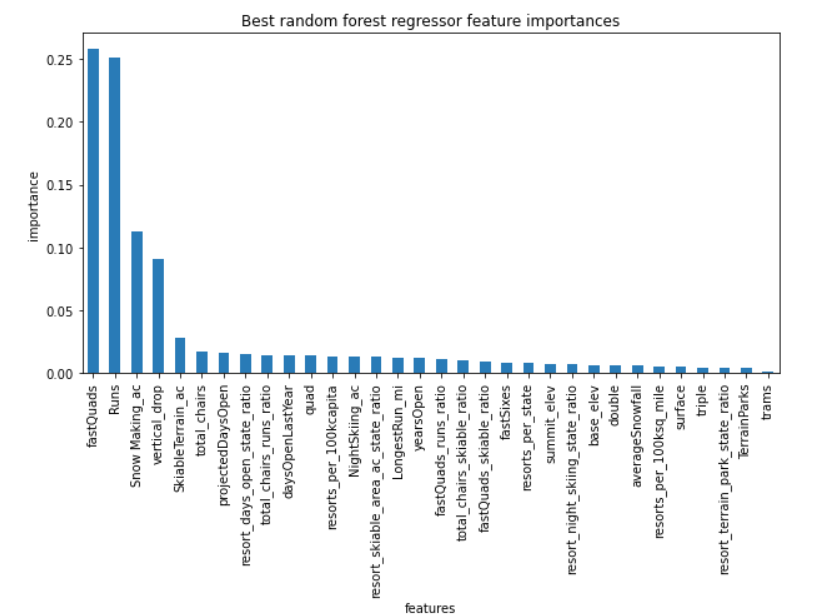 Best random forest regressor feature importances
importance
0.25
0.20
0.15
0.10
0.05
0.00
fastQuads
Runs
Snow Making_ac
vertical_drop
SkiableTerrain_ac
total_chairs
projectedDaysOpen
resort_days_open_state_ratio
total_chairs_runs_ratio
daysOpenLastYear
quad
resorts_per_100kcapita
NightSkiing_ac
resort_skiable_area_ac_state_ratio
LongestRun_mi
yearsOpen
fastQuads_runs_ratio
total_chairs_skiable_ratio
fastQuads_skiable_ratio
fastSixes
resorts_per_state
summit_elev
resort_night_skiing_state_ratio
base_elev
double
averageSnowfall
resorts_per_100ksq_mile
surface
triple
resort_terrain_park_state_ratio
TerrainParks
trams
features